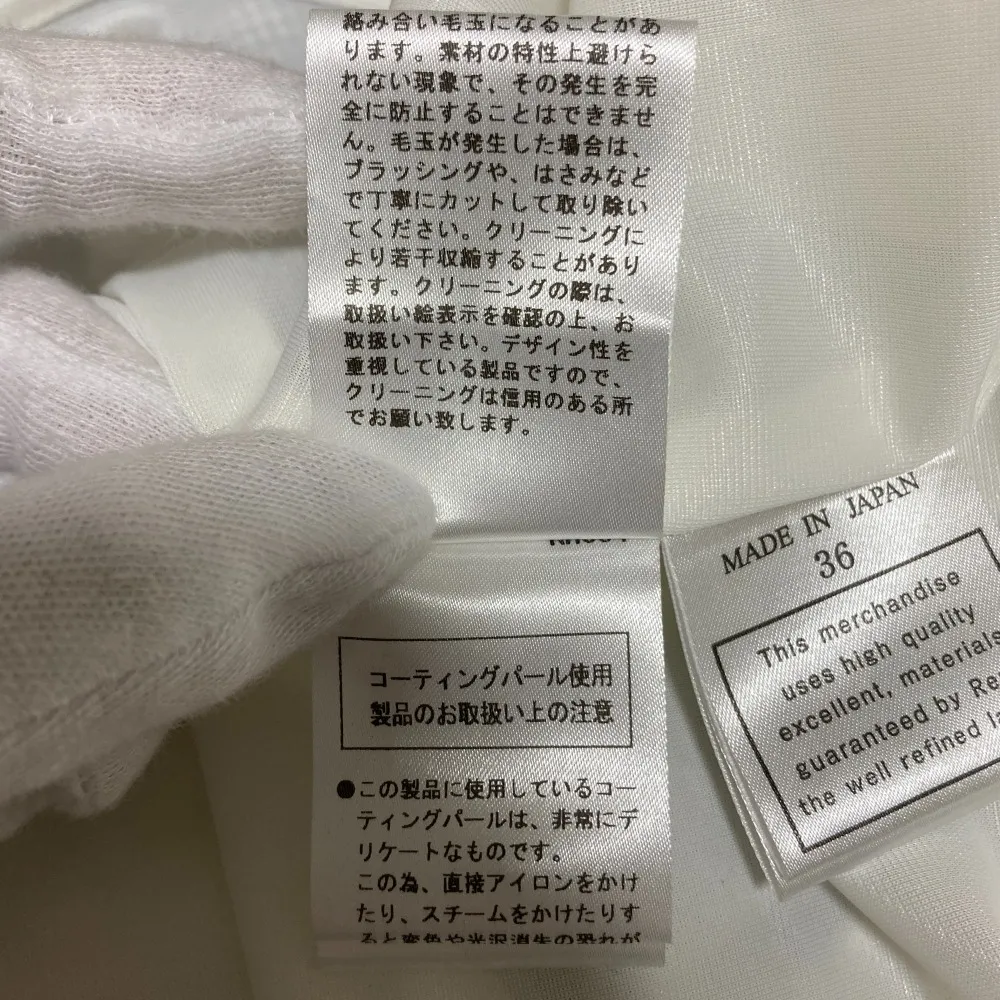 絡み合い毛玉になることがあ
ります。素材の特性上避けら
れない現象で、その発生を完
全に防止することはできませ
ん。毛玉が発生した場合は、
ブラッシングや、はさみなど
で丁寧にカットして取り除い
てください。クリーニングに
より若干収縮することがあり
ます。クリーニングの際は、
取扱い絵表示を確認の上、お
取扱い下さい。デザイン性を
重視している製品ですので、
クリーニングは信用のある所
でお願い致します。
コーティングパール使用
製品のお取扱い上の注意
●この製品に使用しているコー
ティングパールは、非常にデ
リケートなものです。
この為、直接アイロンをかけ
たり、スチームをかけたりす
ると変色や光沢消失の恐れが
MADE IN JAPAN
36
This merchandise
uses high quality
excellent, materials
guaranteed by Re
the well refined